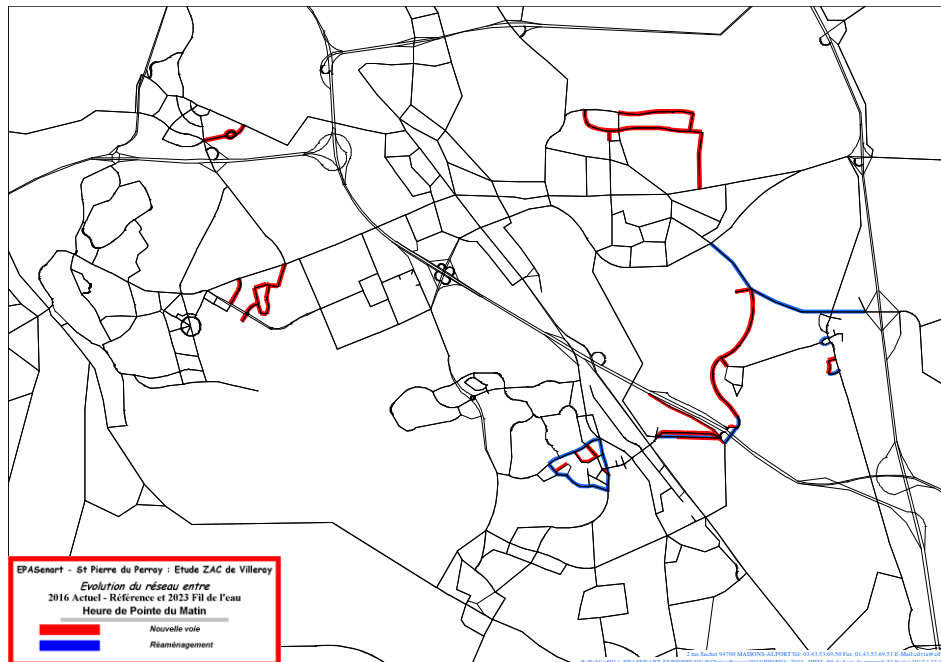 EPASenart - St Pierre du Perray : Etude ZAC de Villeray
Evolution du réseau entre
2016 Actuel - Référence et 2023 Fil de l'eau
Heure de Pointe du Matin
Nouvelle voie
Réaménagement
2 rue Suchet 94700 MAISONS-ALFORT Tél: 01.43.53.69.50 Fax: 01.43.53.69.51 E-Mail: